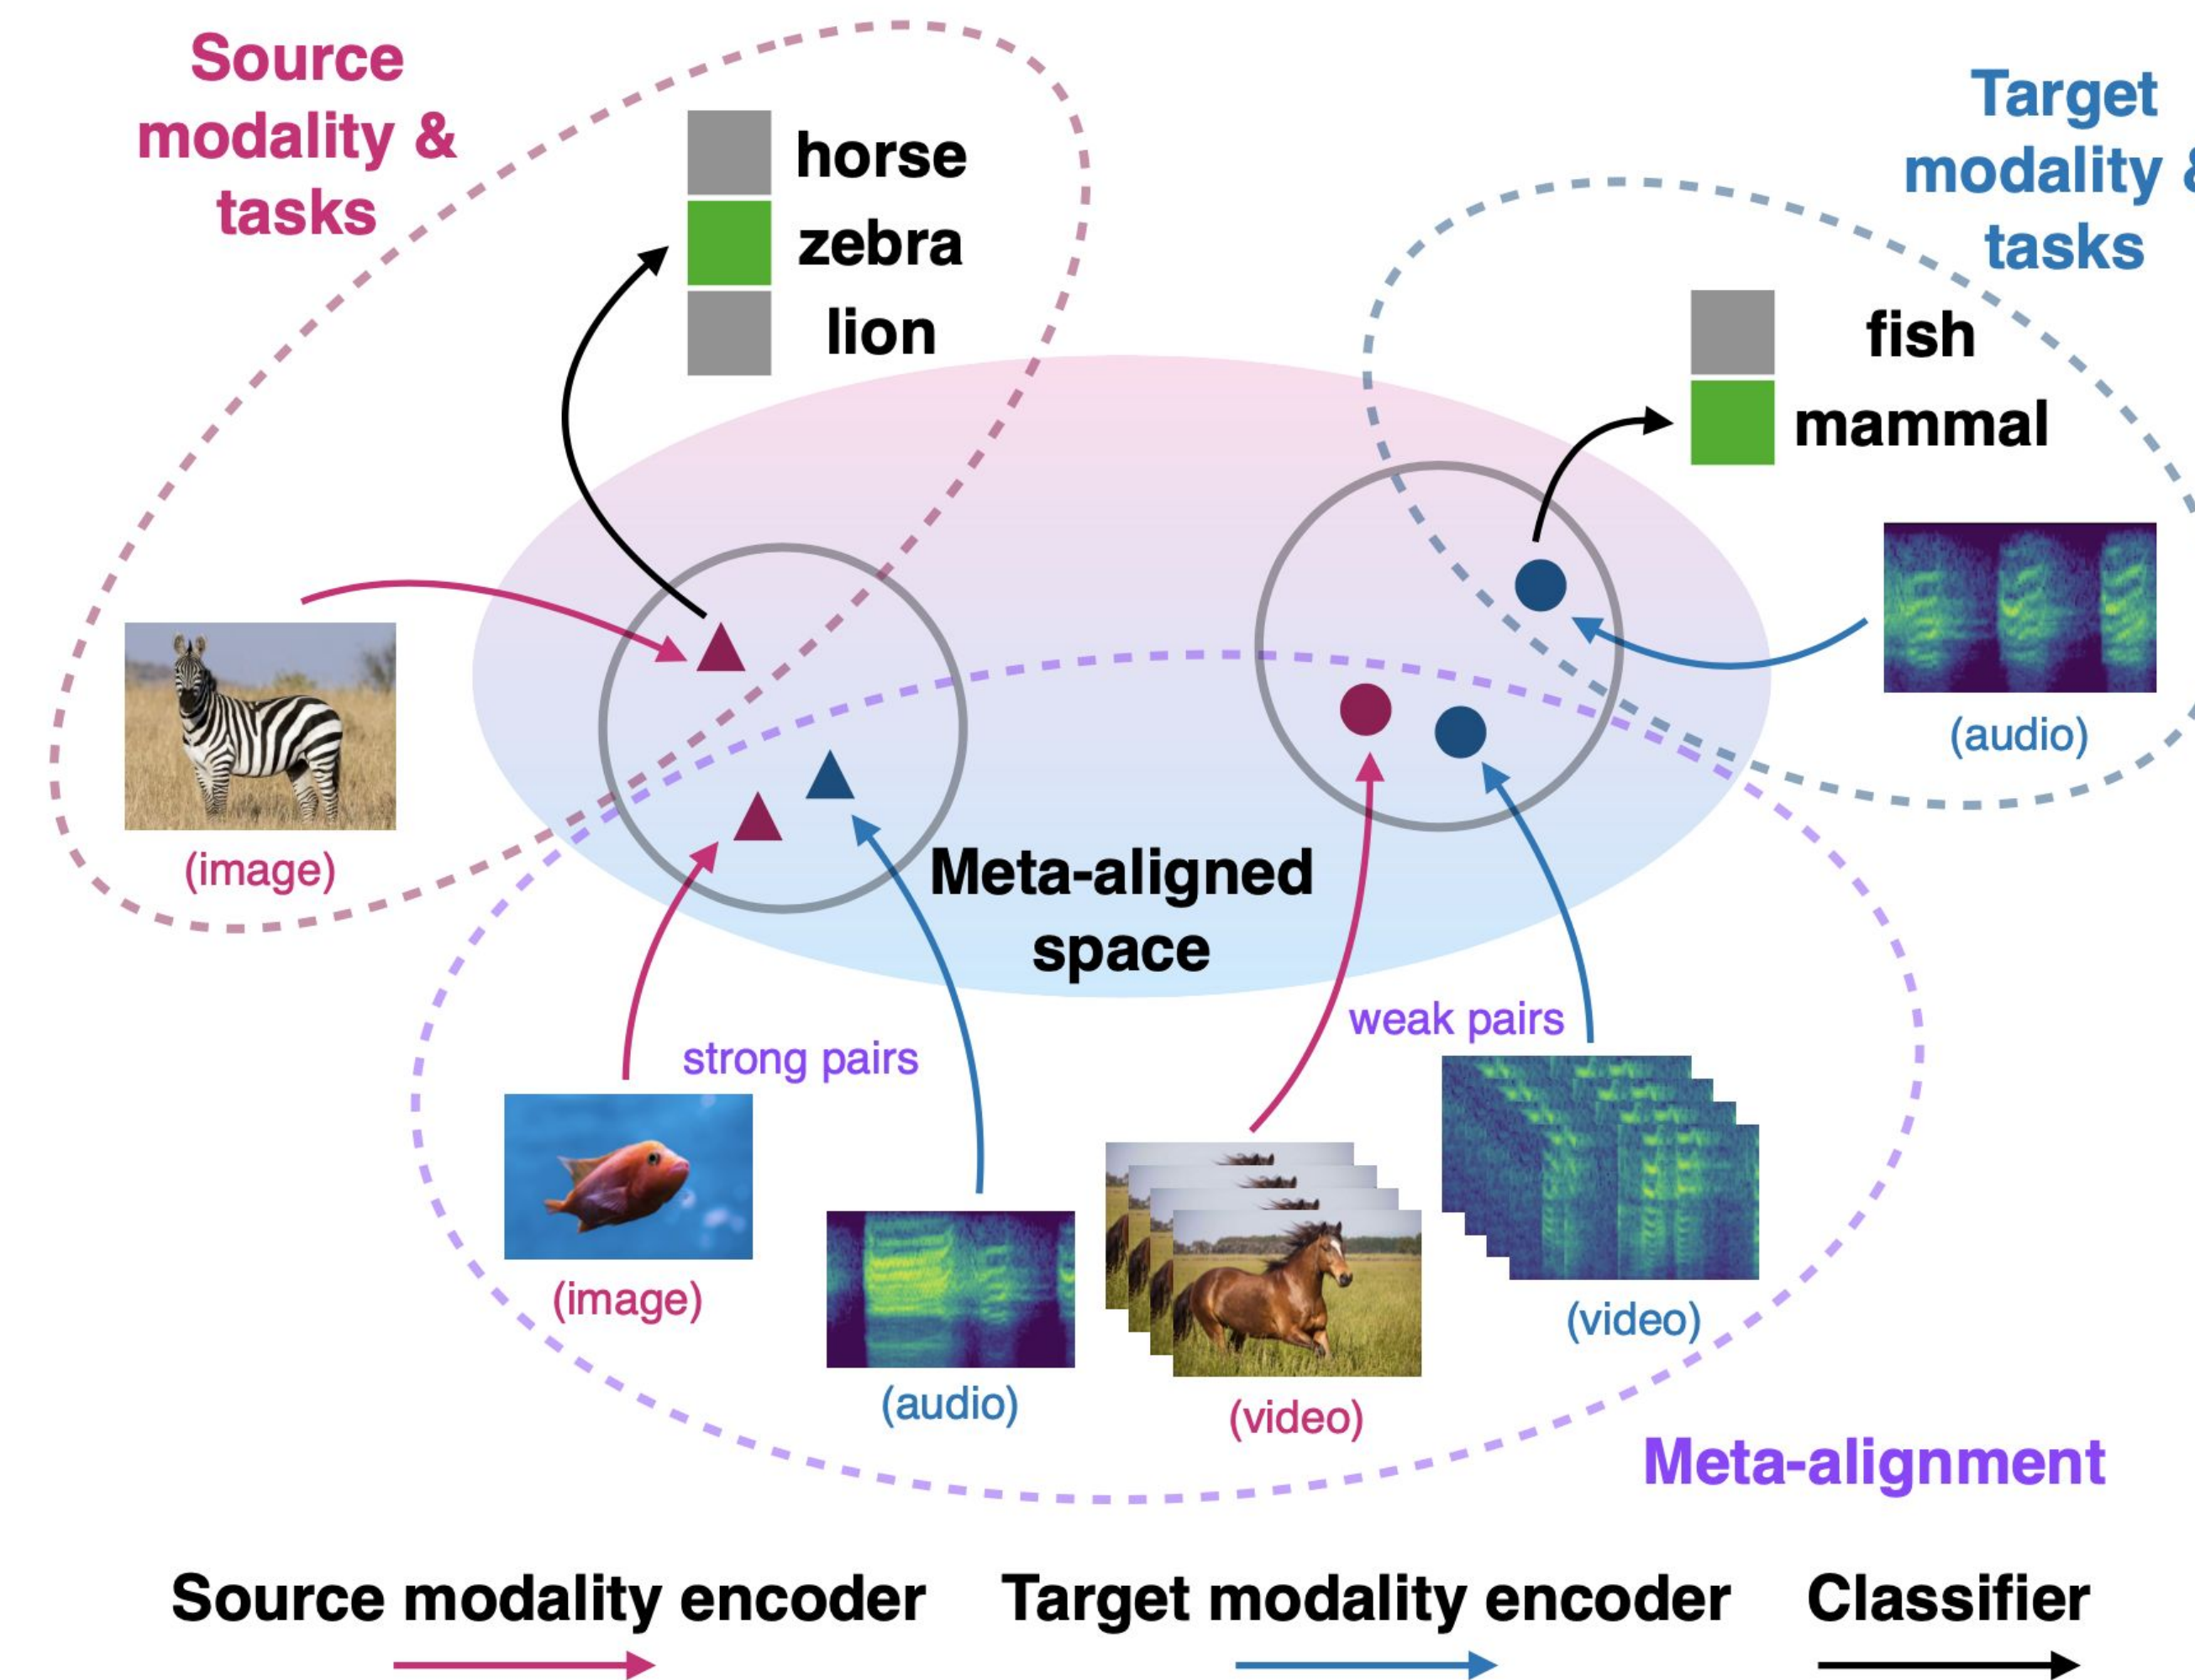 Source
modality &
tasks
Target
modality &
tasks
horse
zebra
lion
fish
mammal
(image)
(audio)
Meta-aligned
space
strong pairs
weak pairs
(image)
(audio)
(video)
(video)
Meta-alignment
Source modality encoder
Target modality encoder
Classifier